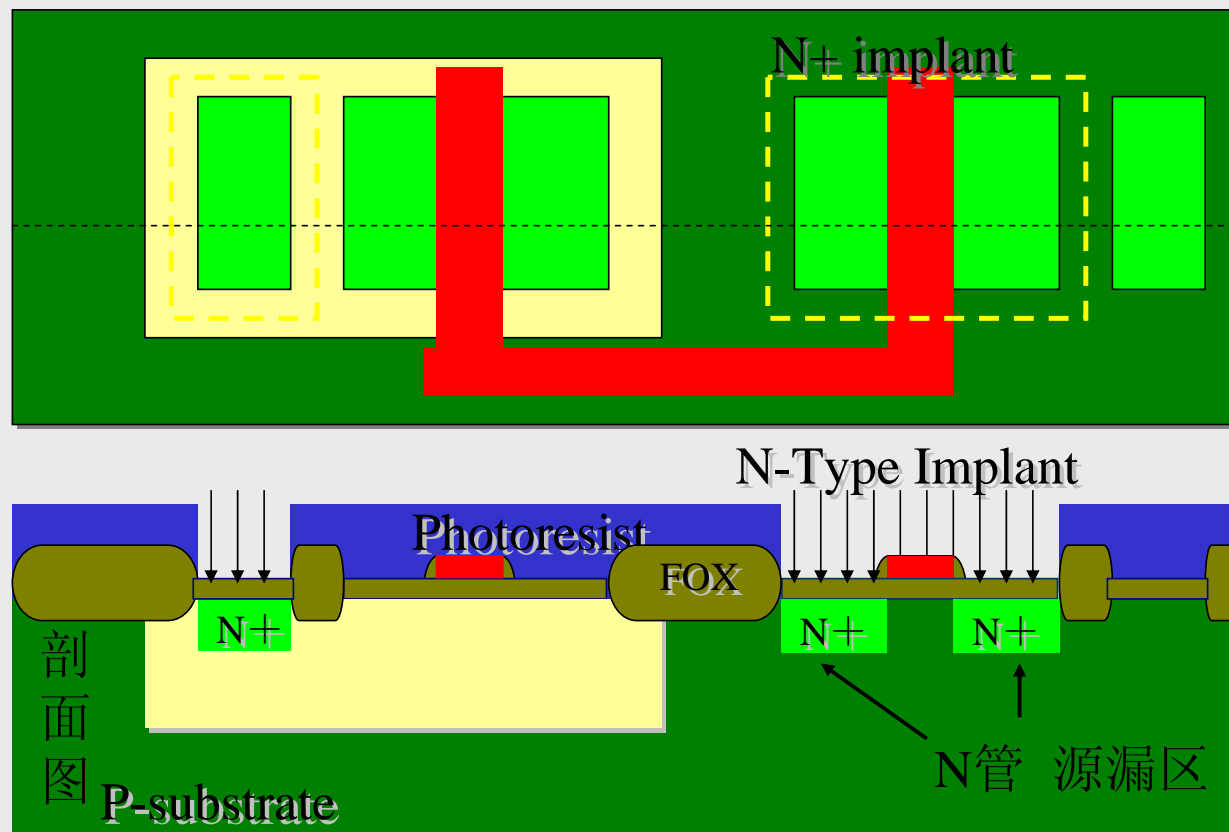 N+ implant
N-Type Implant
Photoresist
FOX
N+
N+
N+
剖面图
N管 源漏区
P-substrate